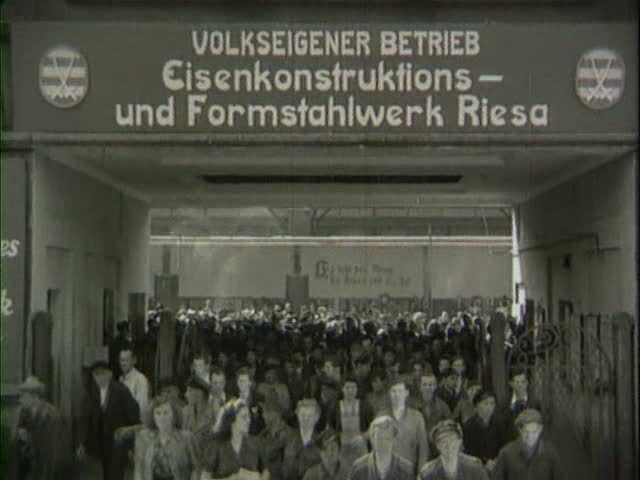 VOLKSEIGENER BETRIEB
Eisenkonstruktions-
und Formstahlwerk Riesa